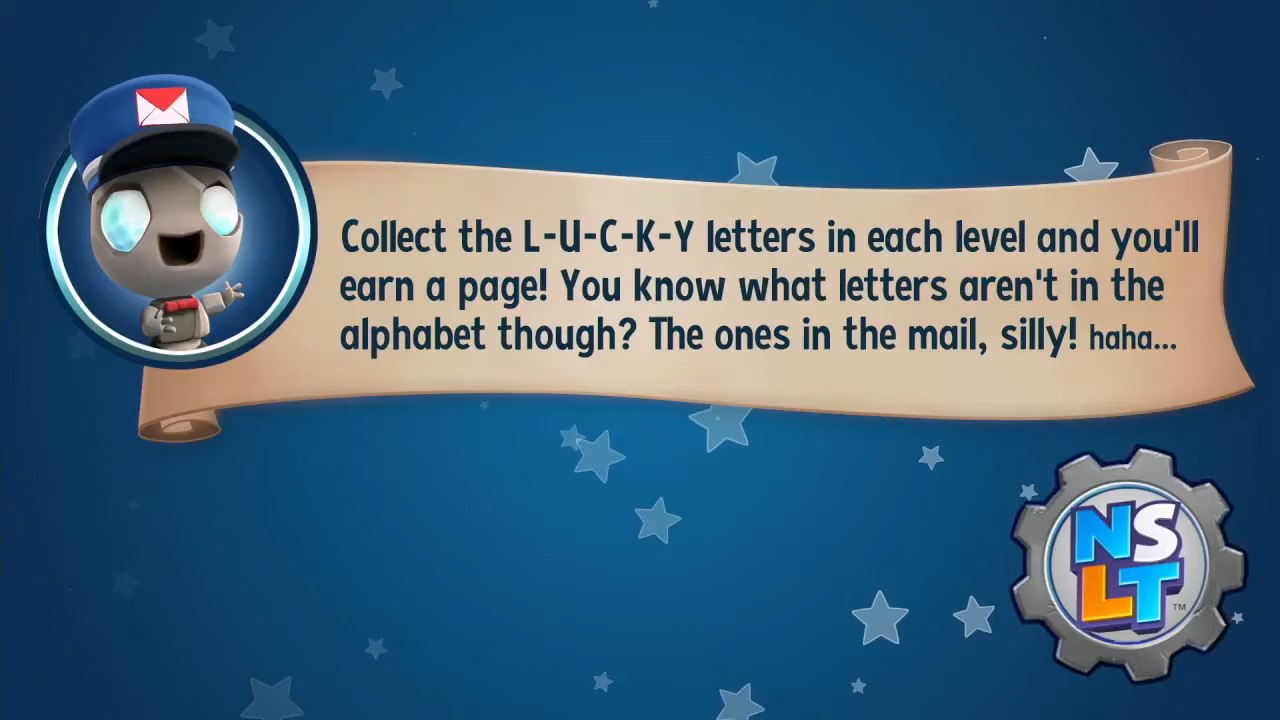 Collect the L-U-C-K-Y letters in each level and you'll
earn a page! You know what letters aren't in the
alphabet though? The ones in the mail, silly! haha...
NS
LT
TM